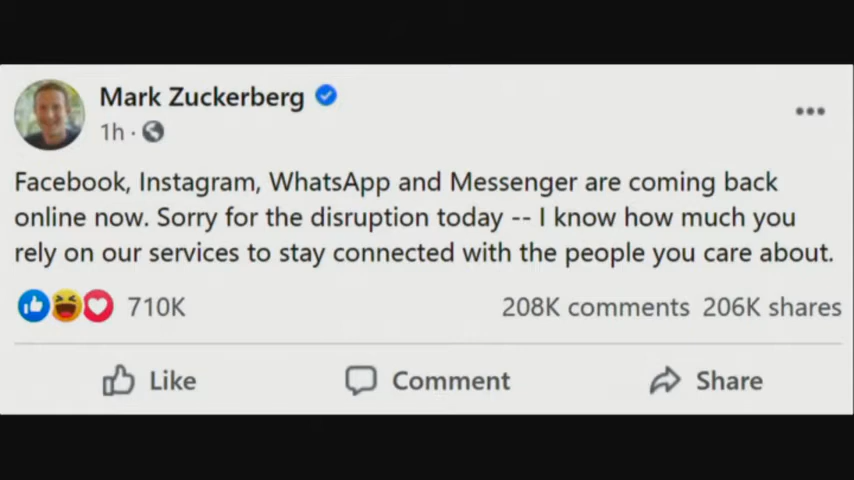 Mark Zuckerberg
1h ·
Facebook, Instagram, WhatsApp and Messenger are coming back
online now. Sorry for the disruption today -- I know how much you
rely on our services to stay connected with the people you care about.
710K 208K comments 206K shares
Like Comment Share